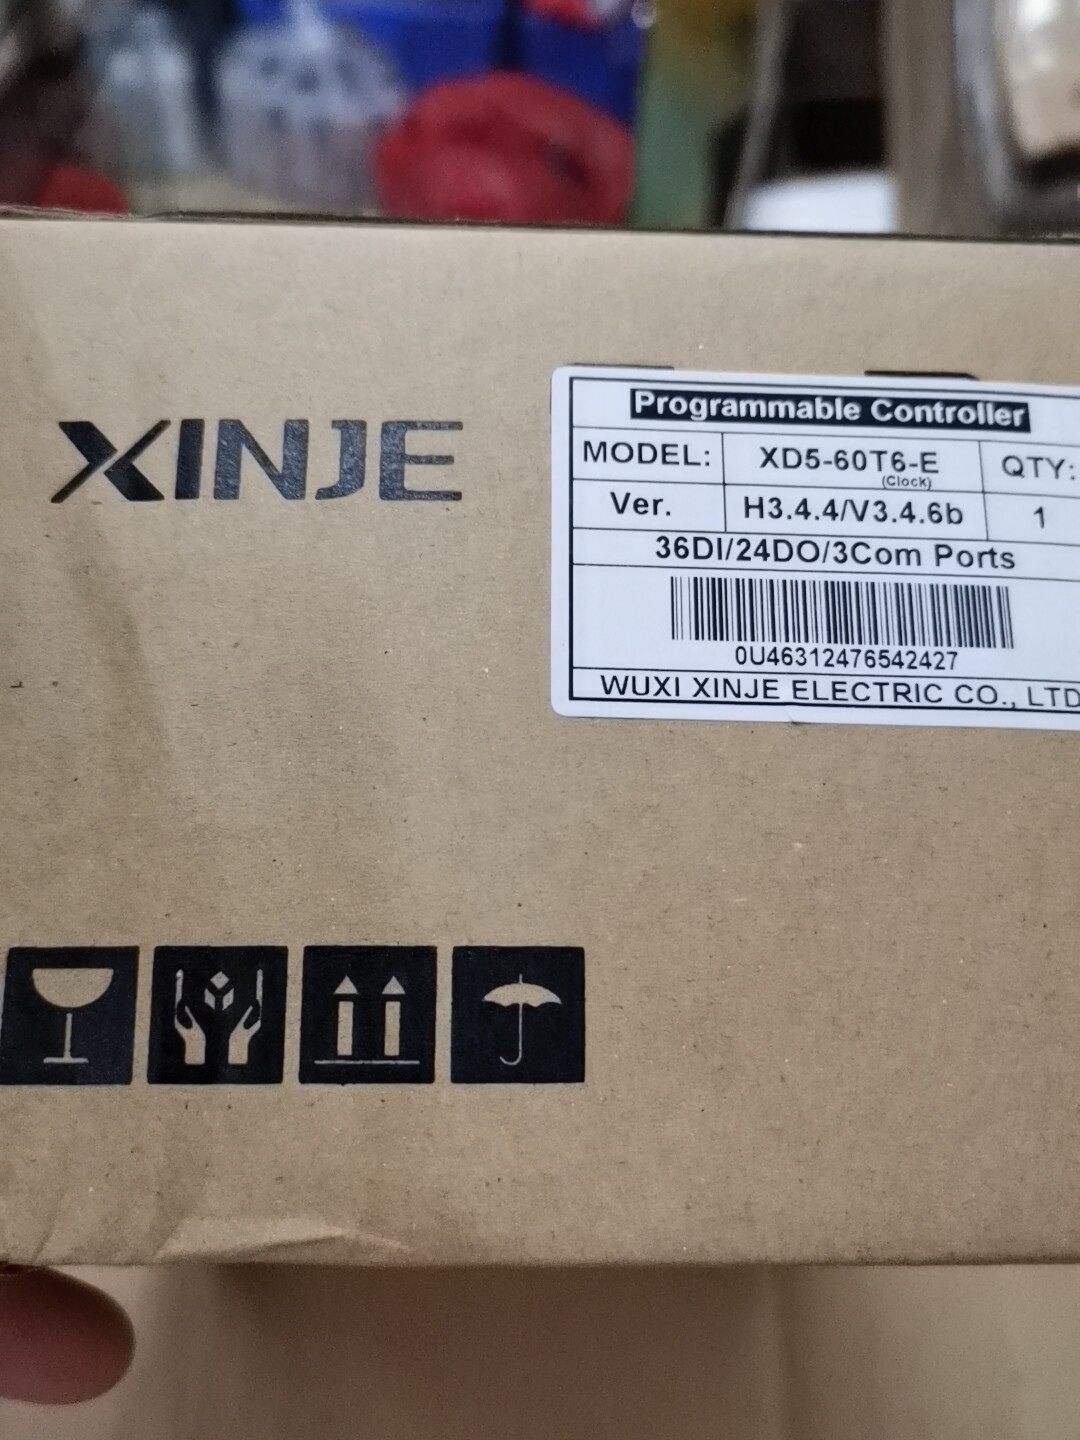 XINJE
Programmable Controller
MODEL: XD5-60T6-E QTY:
(Clock)
Ver. H3.4.4/V3.4.6b 1
36DI/24DO/3Com Ports
0U46312476542427
WUXI XINJE ELECTRIC CO., LTD